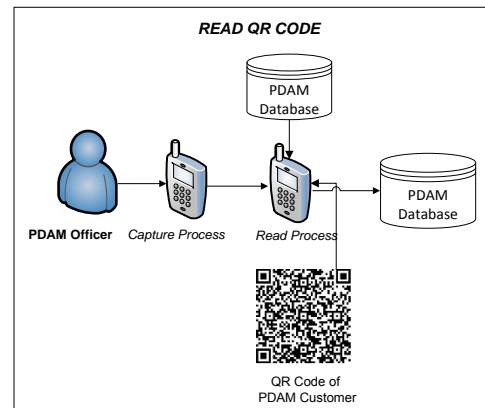 READ QR CODE
PDAM
Database
PDAM
Database
PDAM Officer
Capture Process
Read Process
QR Code of
PDAM Customer